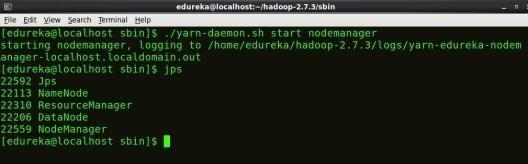 edureka@localhost:~/hadoop-2.7.3/sbin
File Edit View Search Terminal Help
[edureka@localhost sbin]$ ./yarn-daemon.sh start nodemanager
starting nodemanager, logging to /home/edureka/hadoop-2.7.3/logs/yarn-edureka-nodem
anager-localhost.localdomain.out
[edureka@localhost sbin]$ jps
22592 Jps
22113 NameNode
22310 ResourceManager
22206 DataNode
22559 NodeManager
[edureka@localhost sbin]$